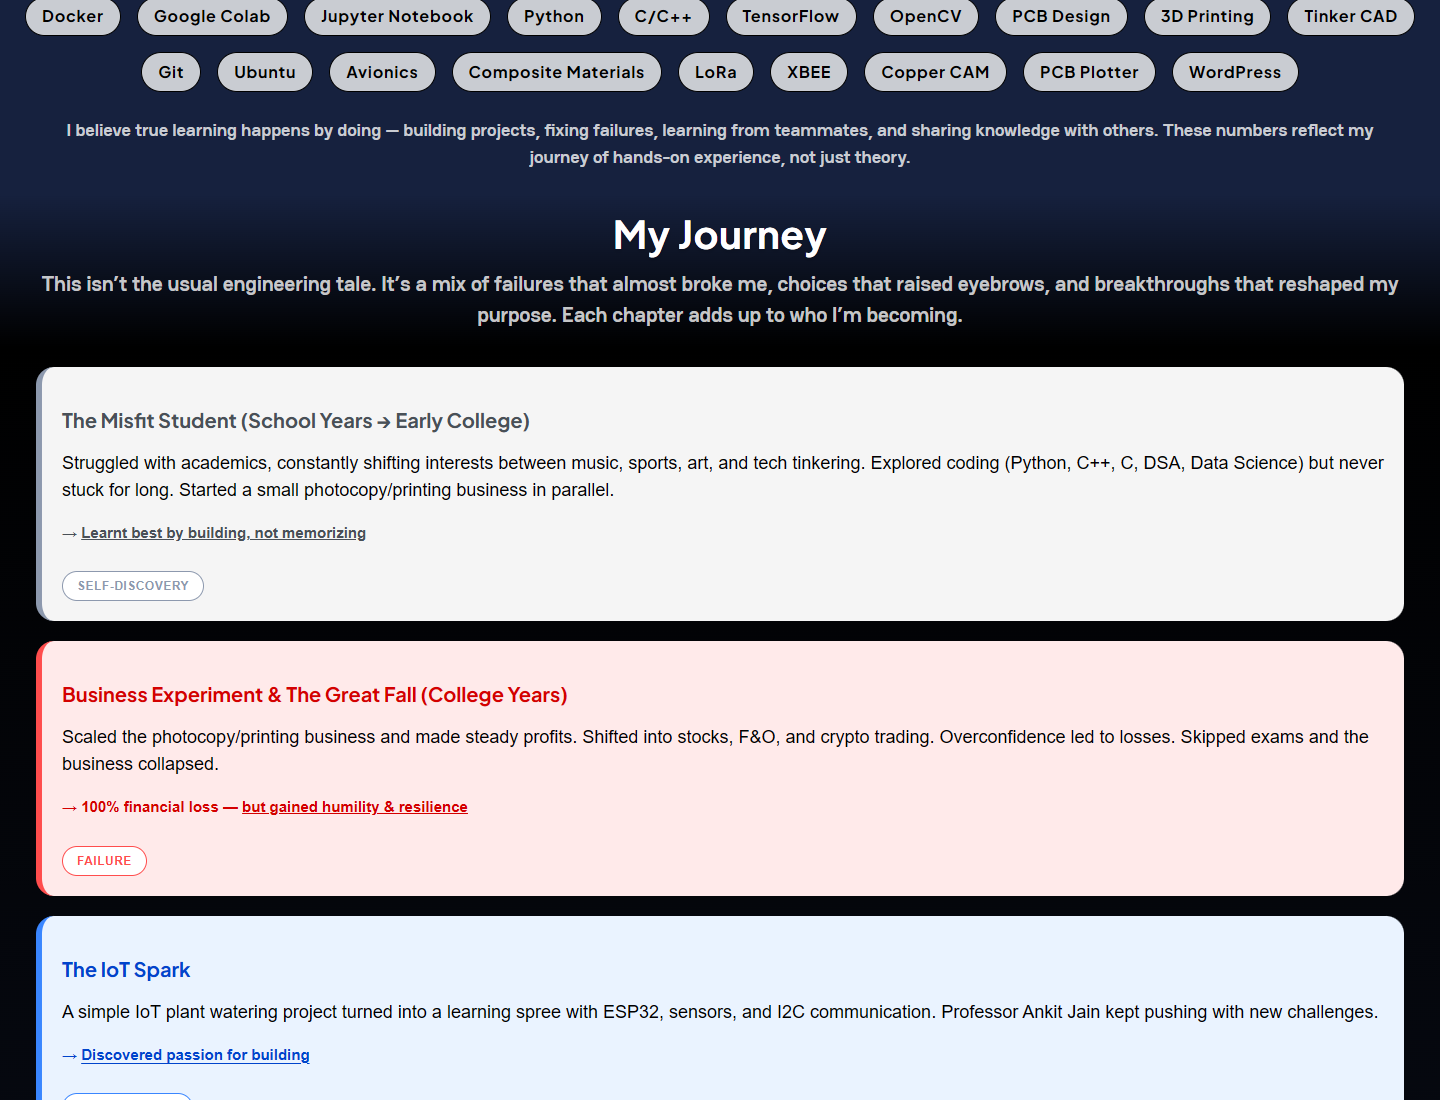 Docker Google Colab Jupyter Notebook Python C/C++ TensorFlow OpenCV PCB Design 3D Printing Tinker CAD
Git Ubuntu Avionics Composite Materials LoRa XBEE Copper CAM PCB Plotter WordPress
I believe true learning happens by doing — building projects, fixing failures, learning from teammates, and sharing knowledge with others. These numbers reflect my
journey of hands-on experience, not just theory.
My Journey
This isn’t the usual engineering tale. It’s a mix of failures that almost broke me, choices that raised eyebrows, and breakthroughs that reshaped my
purpose. Each chapter adds up to who I’m becoming.
The Misfit Student (School Years → Early College)
Struggled with academics, constantly shifting interests between music, sports, art, and tech tinkering. Explored coding (Python, C++, C, DSA, Data Science) but never
stuck for long. Started a small photocopy/printing business in parallel.
→ Learnt best by building, not memorizing
SELF-DISCOVERY
Business Experiment & The Great Fall (College Years)
Scaled the photocopy/printing business and made steady profits. Shifted into stocks, F&O, and crypto trading. Overconfidence led to losses. Skipped exams and the
business collapsed.
→ 100% financial loss — but gained humility & resilience
FAILURE
The IoT Spark
A simple IoT plant watering project turned into a learning spree with ESP32, sensors, and I2C communication. Professor Ankit Jain kept pushing with new challenges.
→ Discovered passion for building